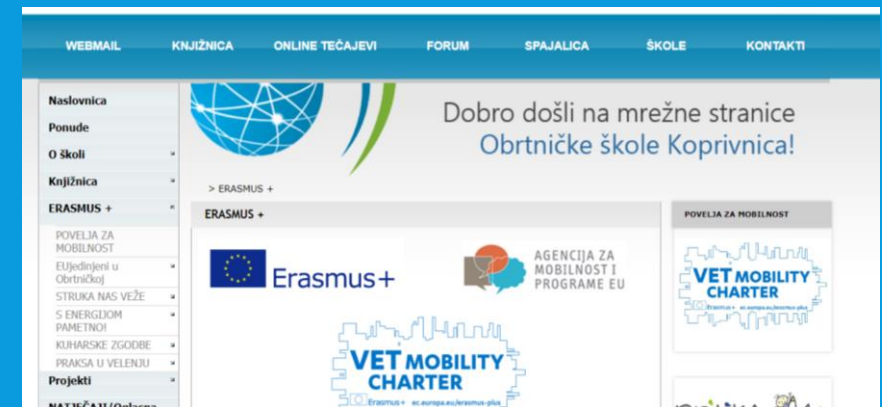 WEBMAIL KNJIŽNICA ONLINE TEČAJEVI FORUM SPAJALICA ŠKOLE KONTAKTI
Naslovnica
Ponude
O školi
Knjižnica
ERASMUS +
POVELJA ZA
MOBILNOST
EUjedinjeni u
Obrtničkoj
STRUKA NAS VEŽE
S ENERGIJOM
PAMETNO!
KUHARSKE ZGODBE
PRAKSA U VELENJU
Projekti
NATJEČAJI/Oglasna
Dobro došli na mrežne stranice
Obrtničke škole Koprivnica!
> ERASMUS +
ERASMUS +
Erasmus+
AGENCIJA ZA
MOBILNOST I
PROGRAME EU
VET MOBILITY
CHARTER
Erasmus+ ec.europa.eu/erasmus-plus
POVELJA ZA MOBILNOST
VET MOBILITY
CHARTER
Erasmus+ ec.europa.eu/erasmus-plus